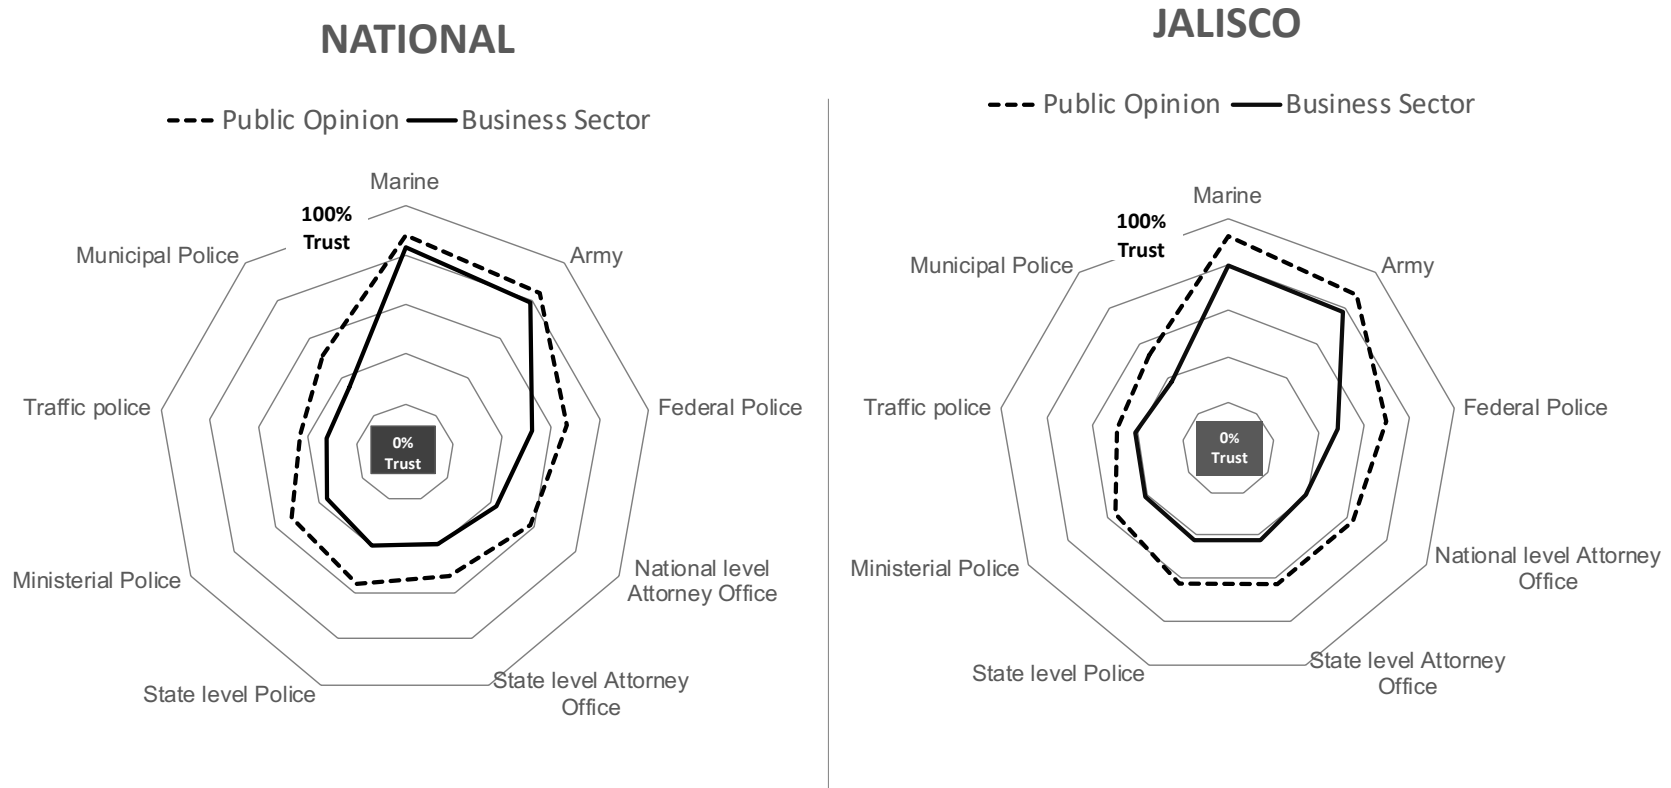 NATIONAL
Public Opinion
Business Sector
Marine
100%
Trust
Municipal Police
Army
Traffic police
Federal Police
0%
Trust
Ministerial Police
National level
Attorney Office
State level Police
State level Attorney
Office
JALISCO
Public Opinion
Business Sector
Marine
100%
Trust
Municipal Police
Army
Traffic police
Federal Police
0%
Trust
Ministerial Police
National level Attorney
Office
State level Police
State level Attorney
Office